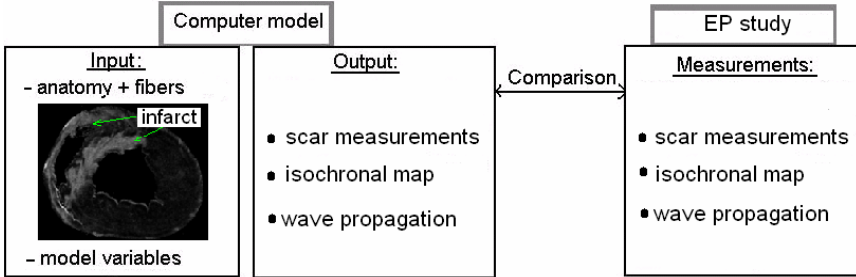 Computer model
EP study
Input:
– anatomy + fibers
infarct
– model variables
Output:
• scar measurements
• isochronal map
• wave propagation
Comparison
Measurements:
• scar measurements
• isochronal map
• wave propagation